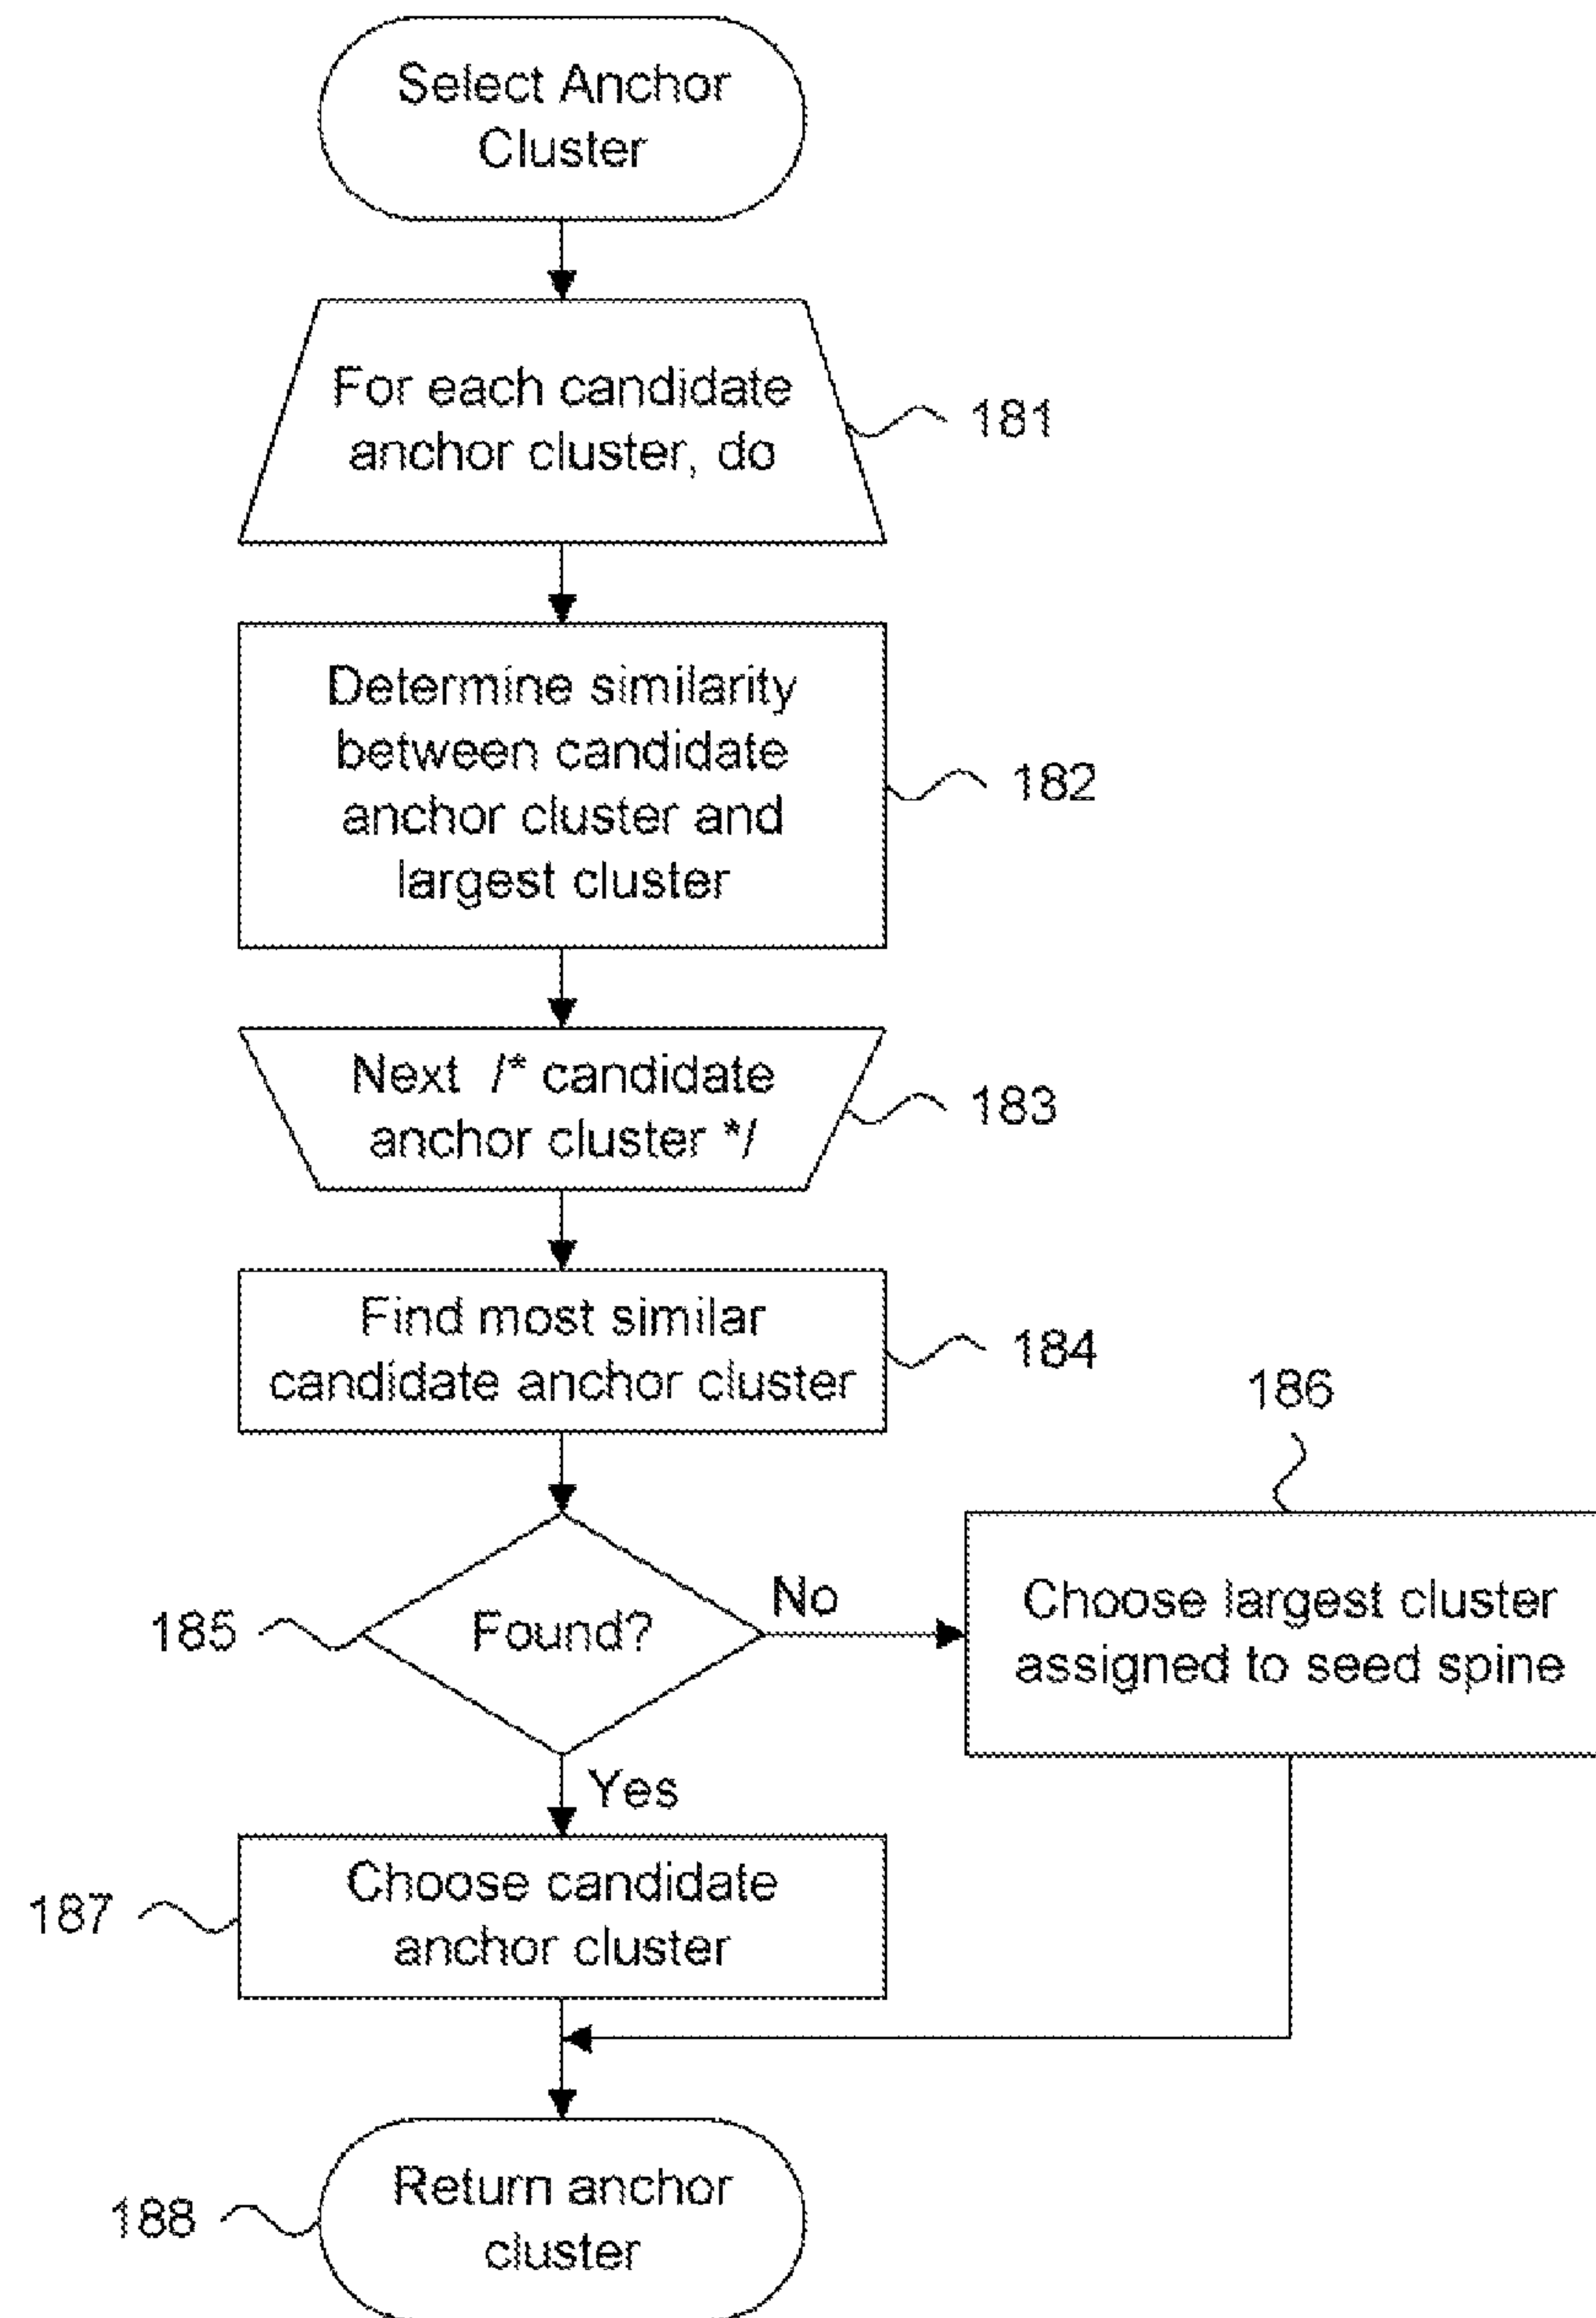 Select Anchor
Cluster
For each candidate
anchor cluster, do
181
Determine similarity
between candidate
anchor cluster and
largest cluster
182
Next /* candidate
anchor cluster */
183
Find most similar
candidate anchor cluster
184
186
185
Found?
No
Choose largest cluster
assigned to seed spine
Yes
187
Choose candidate
anchor cluster
188
Return anchor
cluster